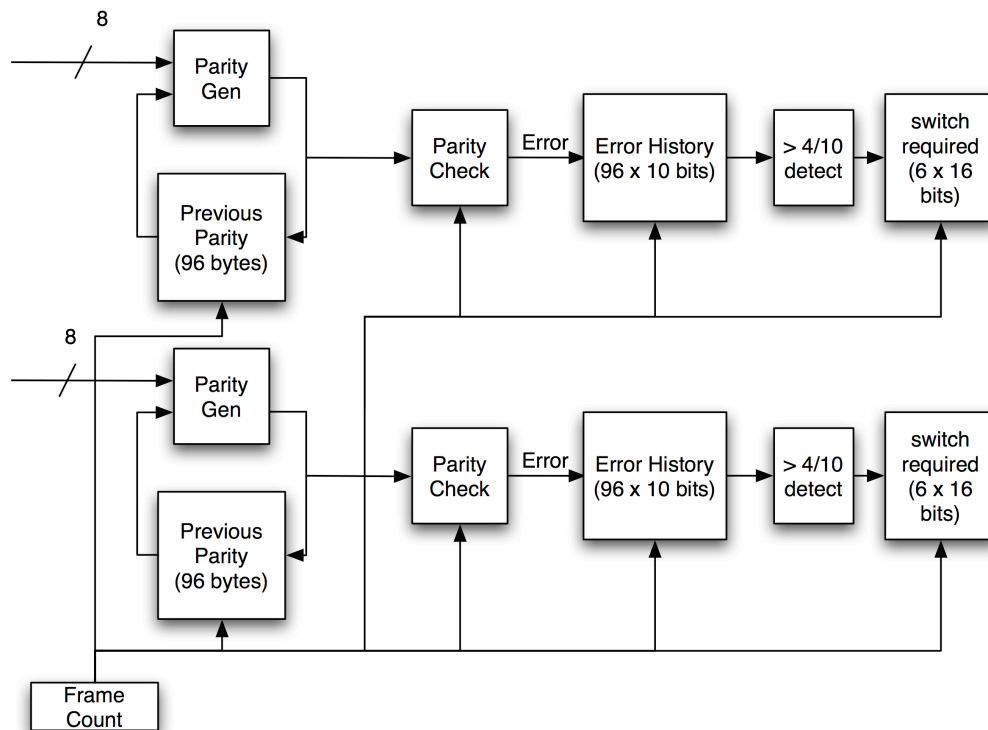 8
Parity
Gen
Previous
Parity
(96 bytes)
Parity
Check
Error
Error History
(96 x 10 bits)
> 4/10
detect
switch
required
(6 x 16
bits)
8
Parity
Gen
Previous
Parity
(96 bytes)
Parity
Check
Error
Error History
(96 x 10 bits)
> 4/10
detect
switch
required
(6 x 16
bits)
Frame
Count